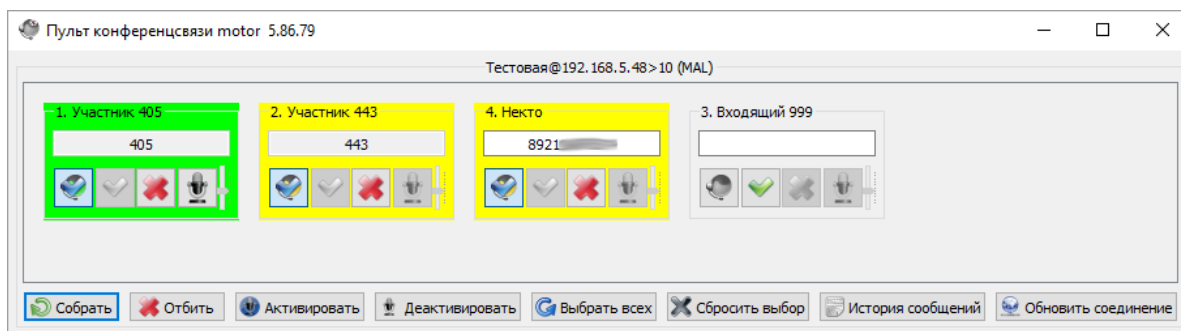 Пульт конференцсвязи motor 5.86.79
Тестовая@192.168.5.48>10 (MAL)
1. Участник 405
2. Участник 443
4. Некто
3. Входящий 999
405
443
8921
Собрать
Отбить
Активировать
Деактивировать
Выбрать всех
Сбросить выбор
История сообщений
Обновить соединение